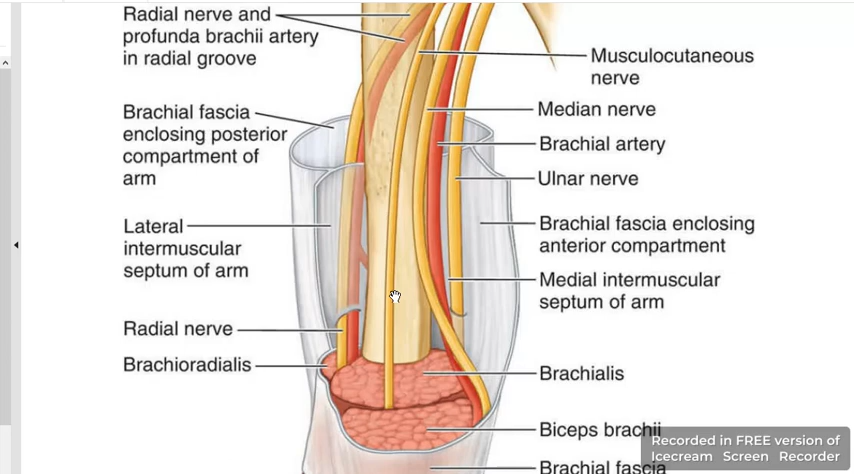 Radial nerve and
profunda brachii artery
in radial groove
Musculocutaneous
nerve
Brachial fascia
enclosing posterior
compartment of
arm
Median nerve
Brachial artery
Ulnar nerve
Lateral
intermuscular
septum of arm
Brachial fascia enclosing
anterior compartment
Medial intermuscular
septum of arm
Radial nerve
Brachioradialis
Brachialis
Biceps brachii
Brachial fascia
Recorded in FREE version of
Icecream Screen Recorder